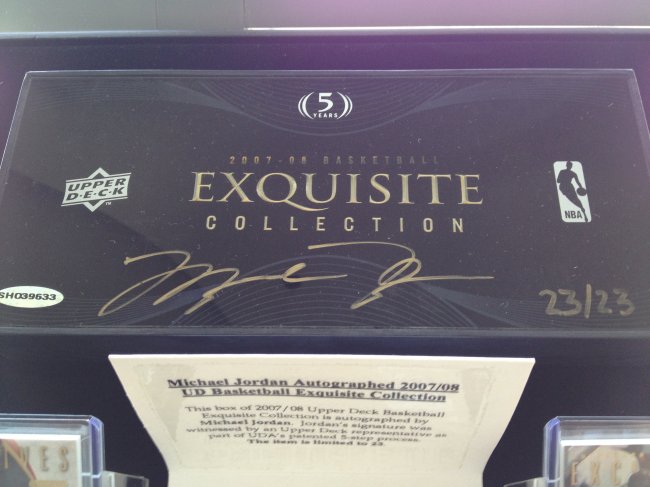 5
YEARS
2007-08 BASKETBALL
UPPER
D·E·C·K
TM
EXQUISITE
COLLECTION
NBA
Michael Jordan
SH039633
23/23
Michael Jordan Autographed 2007/08
UD Basketball Exquisite Collection
This box of 2007/08 Upper Deck Basketball
Exquisite Collection is autographed by
Michael Jordan. Jordan's signature was
witnessed by an Upper Deck representative as
part of UDA's patented 5-step process.
The item is limited to 23.